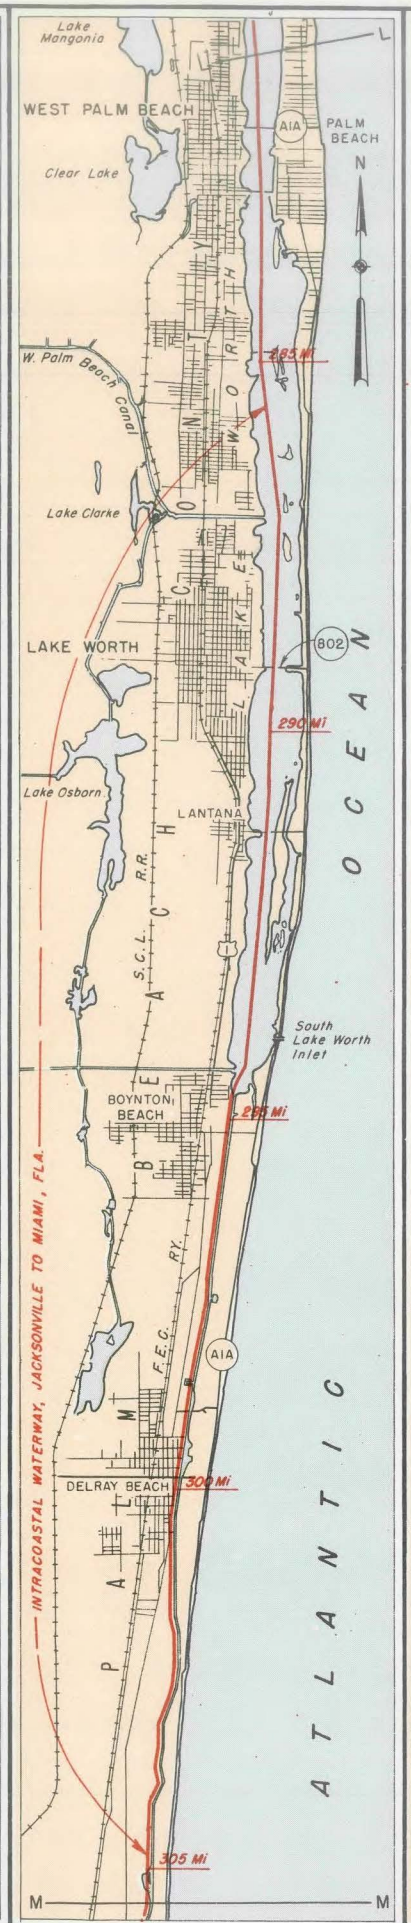 Lake
Mangonia
L
L
WEST PALM BEACH
A1A
PALM
BEACH
Clear Lake
N
285 Mi
W. Palm Beach Canal
Lake Clarke
LAKE WORTH
802
LAKE WORTH
290 Mi
Lake Osborn
LANTANA
S.C.L. R.R.
1
South
Lake Worth
Inlet
BOYNTON
BEACH
295 Mi
INTRACOASTAL WATERWAY, JACKSONVILLE TO MIAMI, FLA.
F.E.C. RY.
A1A
DELRAY BEACH
300 Mi
PALM BEACH COUNTY
ATLANTIC OCEAN
305 Mi
M
M